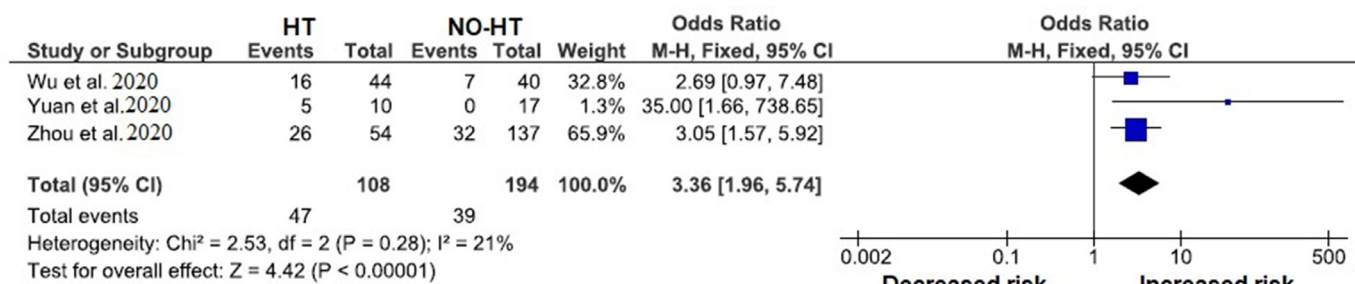 HT NO-HT Odds Ratio Odds Ratio
Study or Subgroup Events Total Events Total Weight M-H, Fixed, 95% CI M-H, Fixed, 95% CI
Wu et al. 2020 16 44 7 40 32.8% 2.69 [0.97, 7.48]
Yuan et al.2020 5 10 0 17 1.3% 35.00 [1.66, 738.65]
Zhou et al.2020 26 54 32 137 65.9% 3.05 [1.57, 5.92]
Total (95% CI) 108 194 100.0% 3.36 [1.96, 5.74]
Total events 47 39
Heterogeneity: Chi² = 2.53, df = 2 (P = 0.28); I² = 21%
Test for overall effect: Z = 4.42 (P < 0.00001)
0.002 0.1 1 10 500
Decreased risk Increased risk